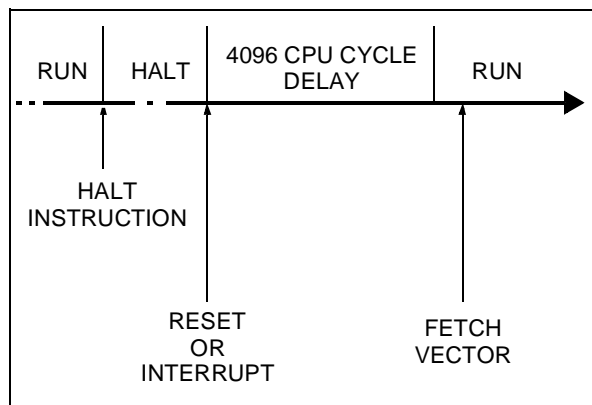 RUN
HALT
4096 CPU CYCLE
DELAY
RUN
HALT
INSTRUCTION
RESET
OR
INTERRUPT
FETCH
VECTOR